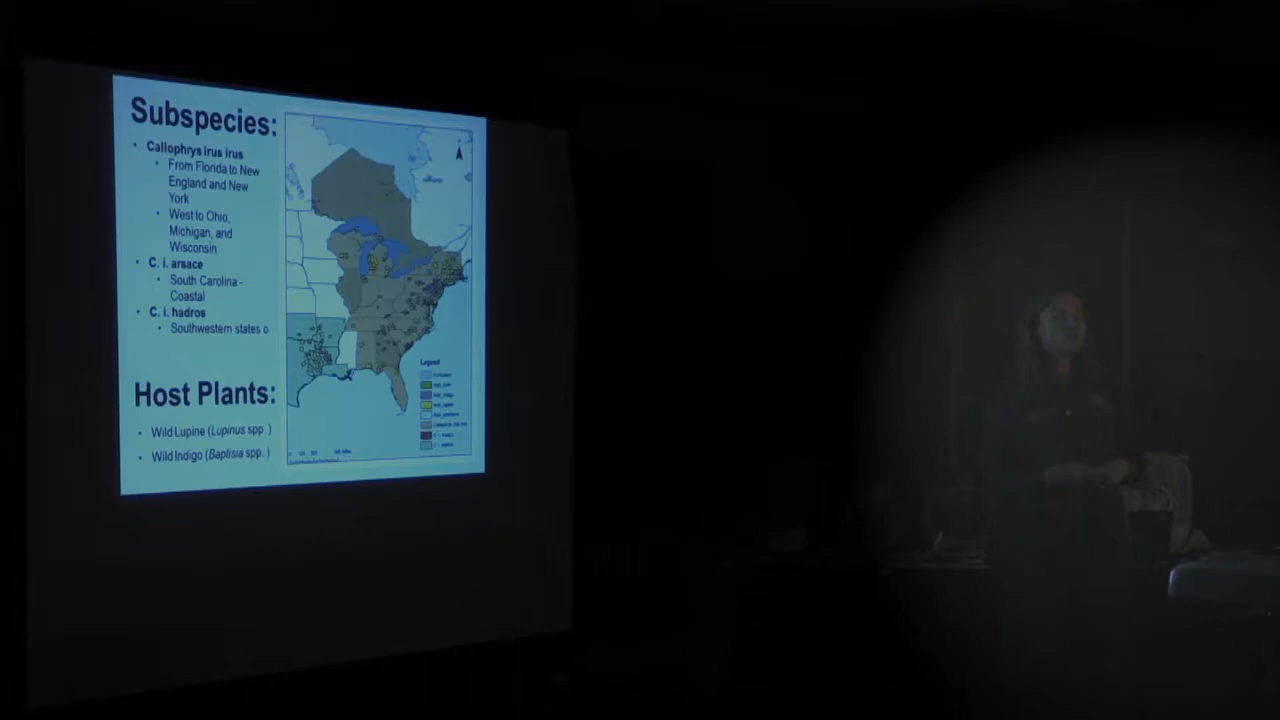 Subspecies:
• Callophrys irus irus
• From Florida to New
England and New
York
• West to Ohio,
Michigan, and
Wisconsin
• C. i. arsace
• South Carolina -
Coastal
• C. i. hadros
• Southwestern states o
Host Plants:
• Wild Lupine (Lupinus spp )
• Wild Indigo (Baptisia spp. )
Legend